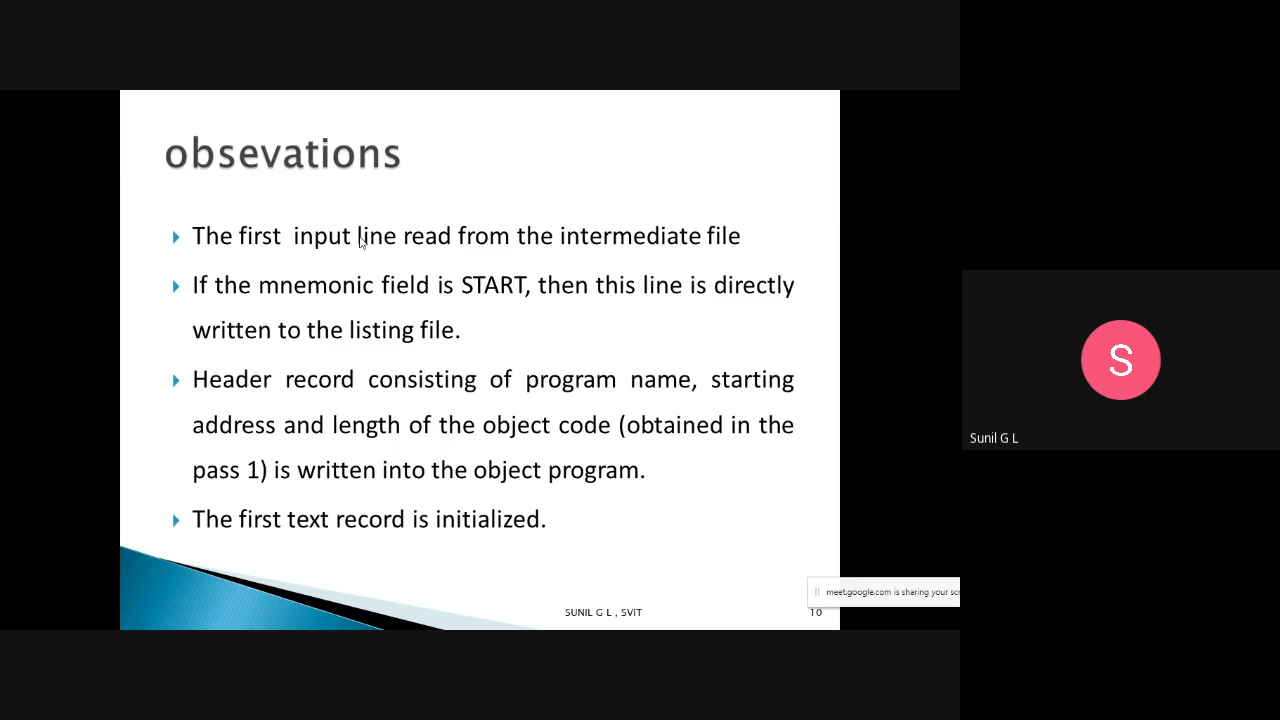 obsevations
The first input line read from the intermediate file
If the mnemonic field is START, then this line is directly
written to the listing file.
Header record consisting of program name, starting
address and length of the object code (obtained in the
pass 1) is written into the object program.
The first text record is initialized.
SUNIL G L , SVIT
10
meet.google.com is sharing your scr
S
Sunil G L